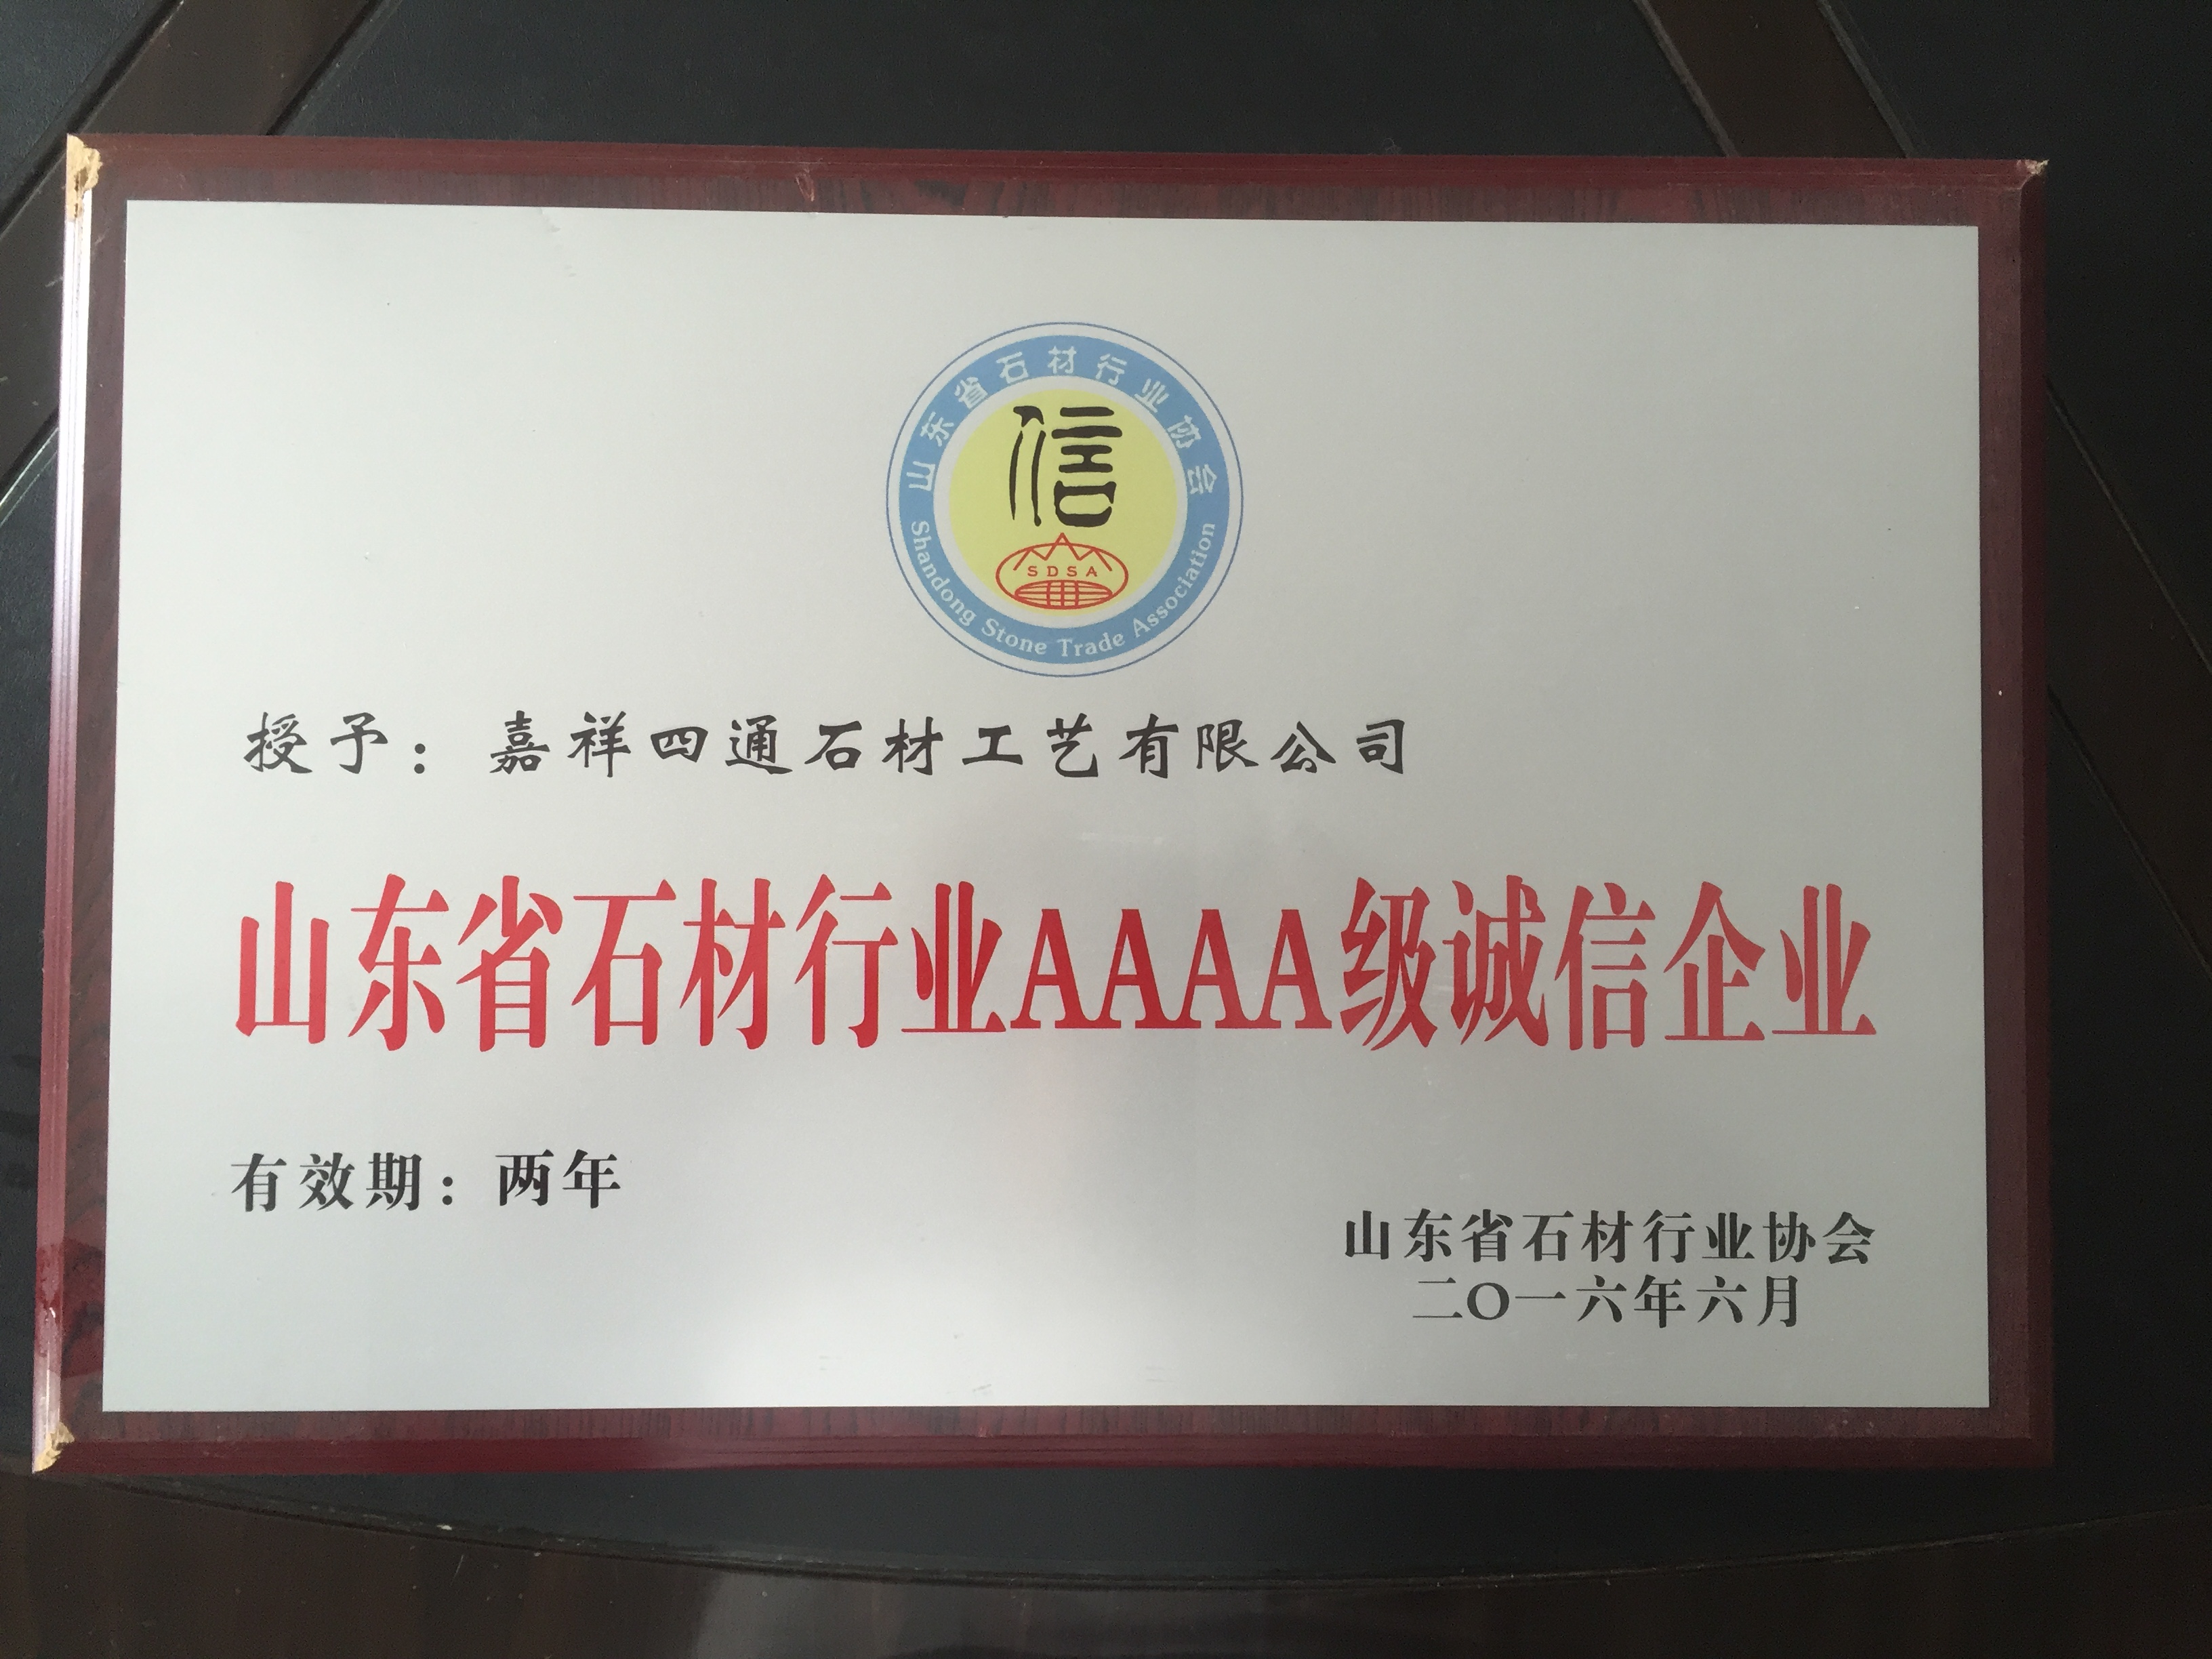 山东省石材行业协会
信
SDSA
Shandong Stone Trade Association
授予：嘉祥四通石材工艺有限公司
山东省石材行业AAAA级诚信企业
有效期：两年
山东省石材行业协会
二〇一六年六月